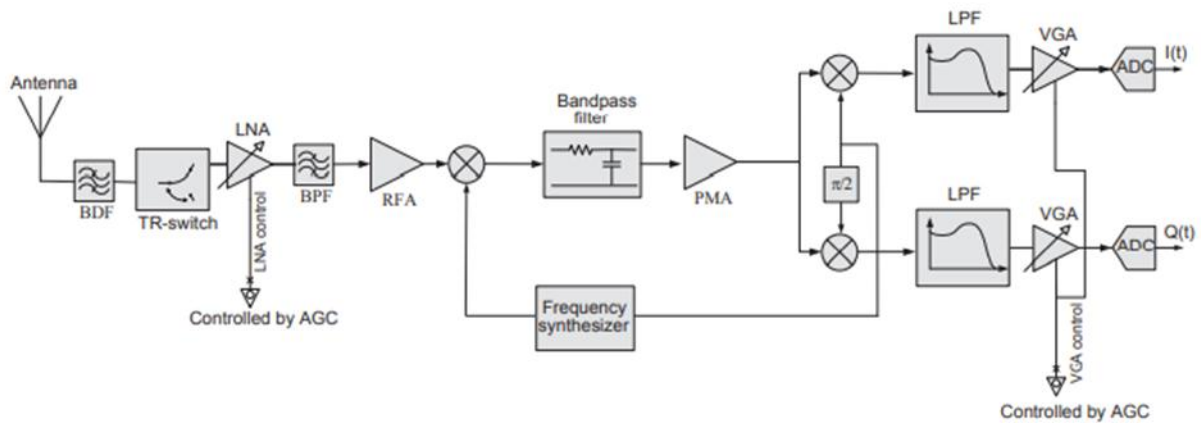 LPF
VGA
ADC
I(t)
Antenna
LNA
Bandpass
filter
BDF
TR-switch
LNA control
BPF
RFA
PMA
π/2
LPF
VGA
ADC
Q(t)
Controlled by AGC
Frequency
synthesizer
VGA control
Controlled by AGC